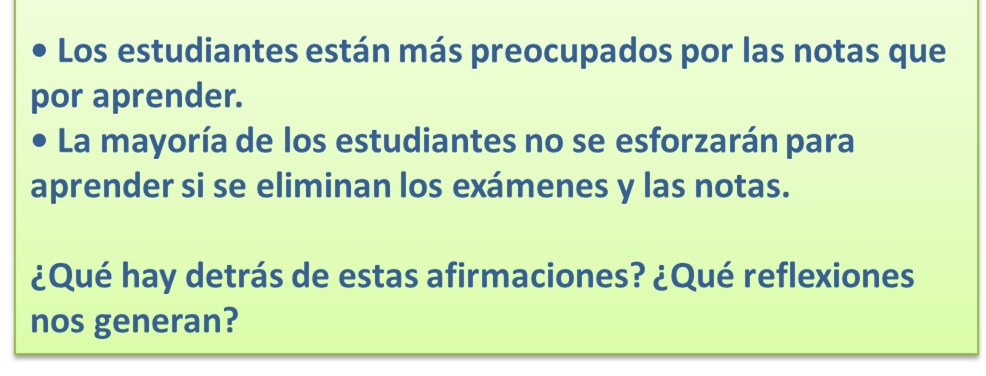 • Los estudiantes están más preocupados por las notas que
por aprender.
• La mayoría de los estudiantes no se esforzarán para
aprender si se eliminan los exámenes y las notas.
¿Qué hay detrás de estas afirmaciones? ¿Qué reflexiones
nos generan?